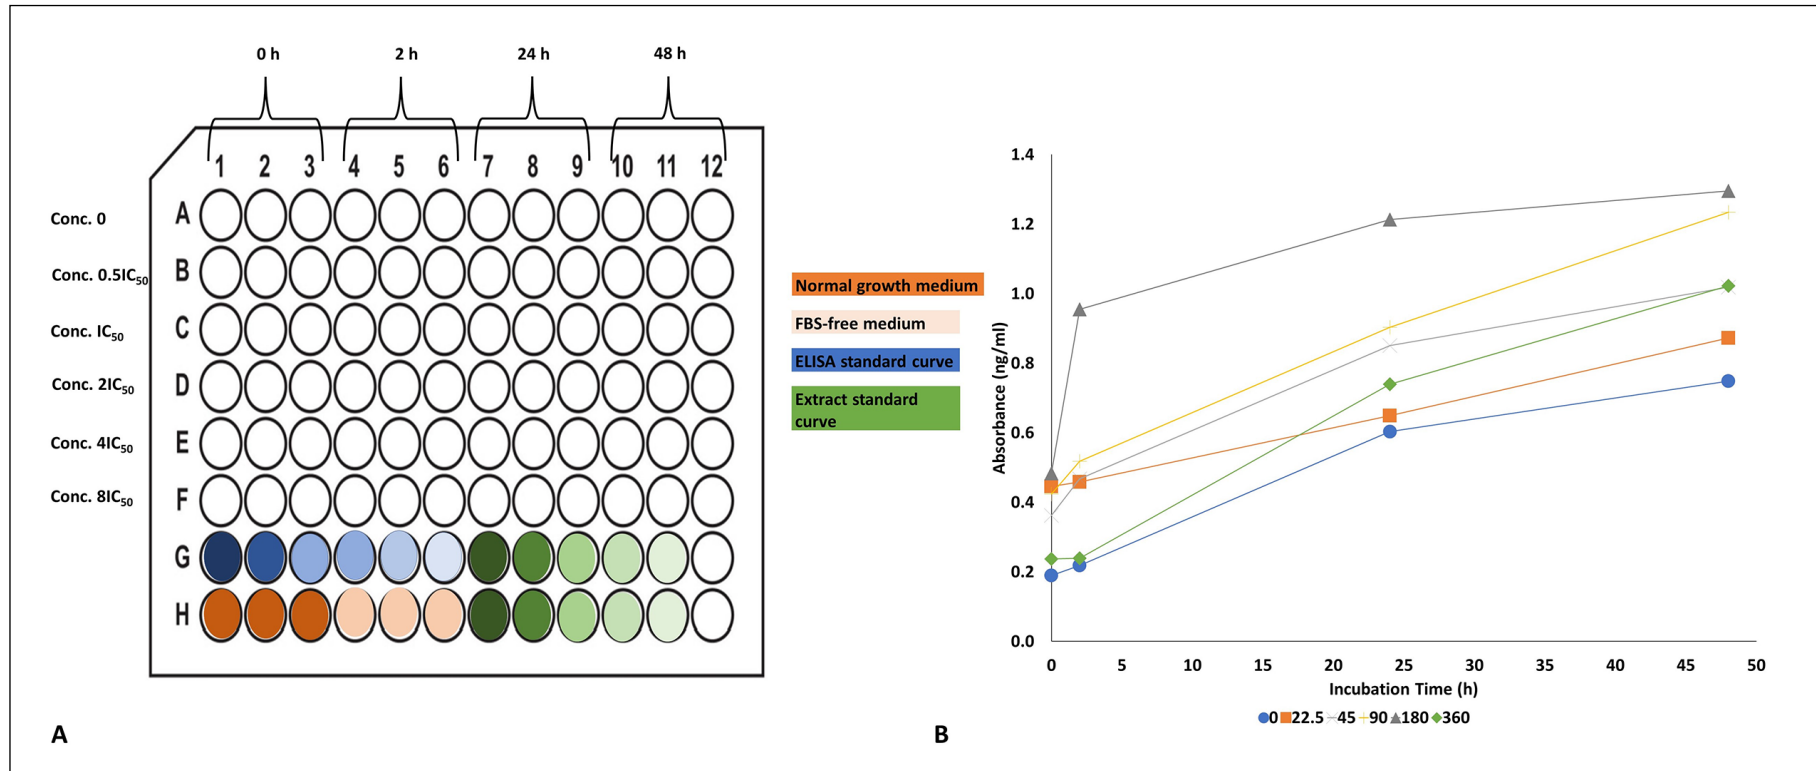 0 h 2 h 24 h 48 h
1 2 3 4 5 6 7 8 9 10 11 12
Conc. 0 A
Conc. 0.5IC50 B
Conc. IC50 C
Conc. 2IC50 D
Conc. 4IC50 E
Conc. 8IC50 F
G
H
Normal growth medium
FBS-free medium
ELISA standard curve
Extract standard
curve
A
Absorbance (ng/ml)
1.4
1.2
1.0
0.8
0.6
0.4
0.2
0.0
0 5 10 15 20 25 30 35 40 45 50
Incubation Time (h)
0 22.5 45 90 180 360
B